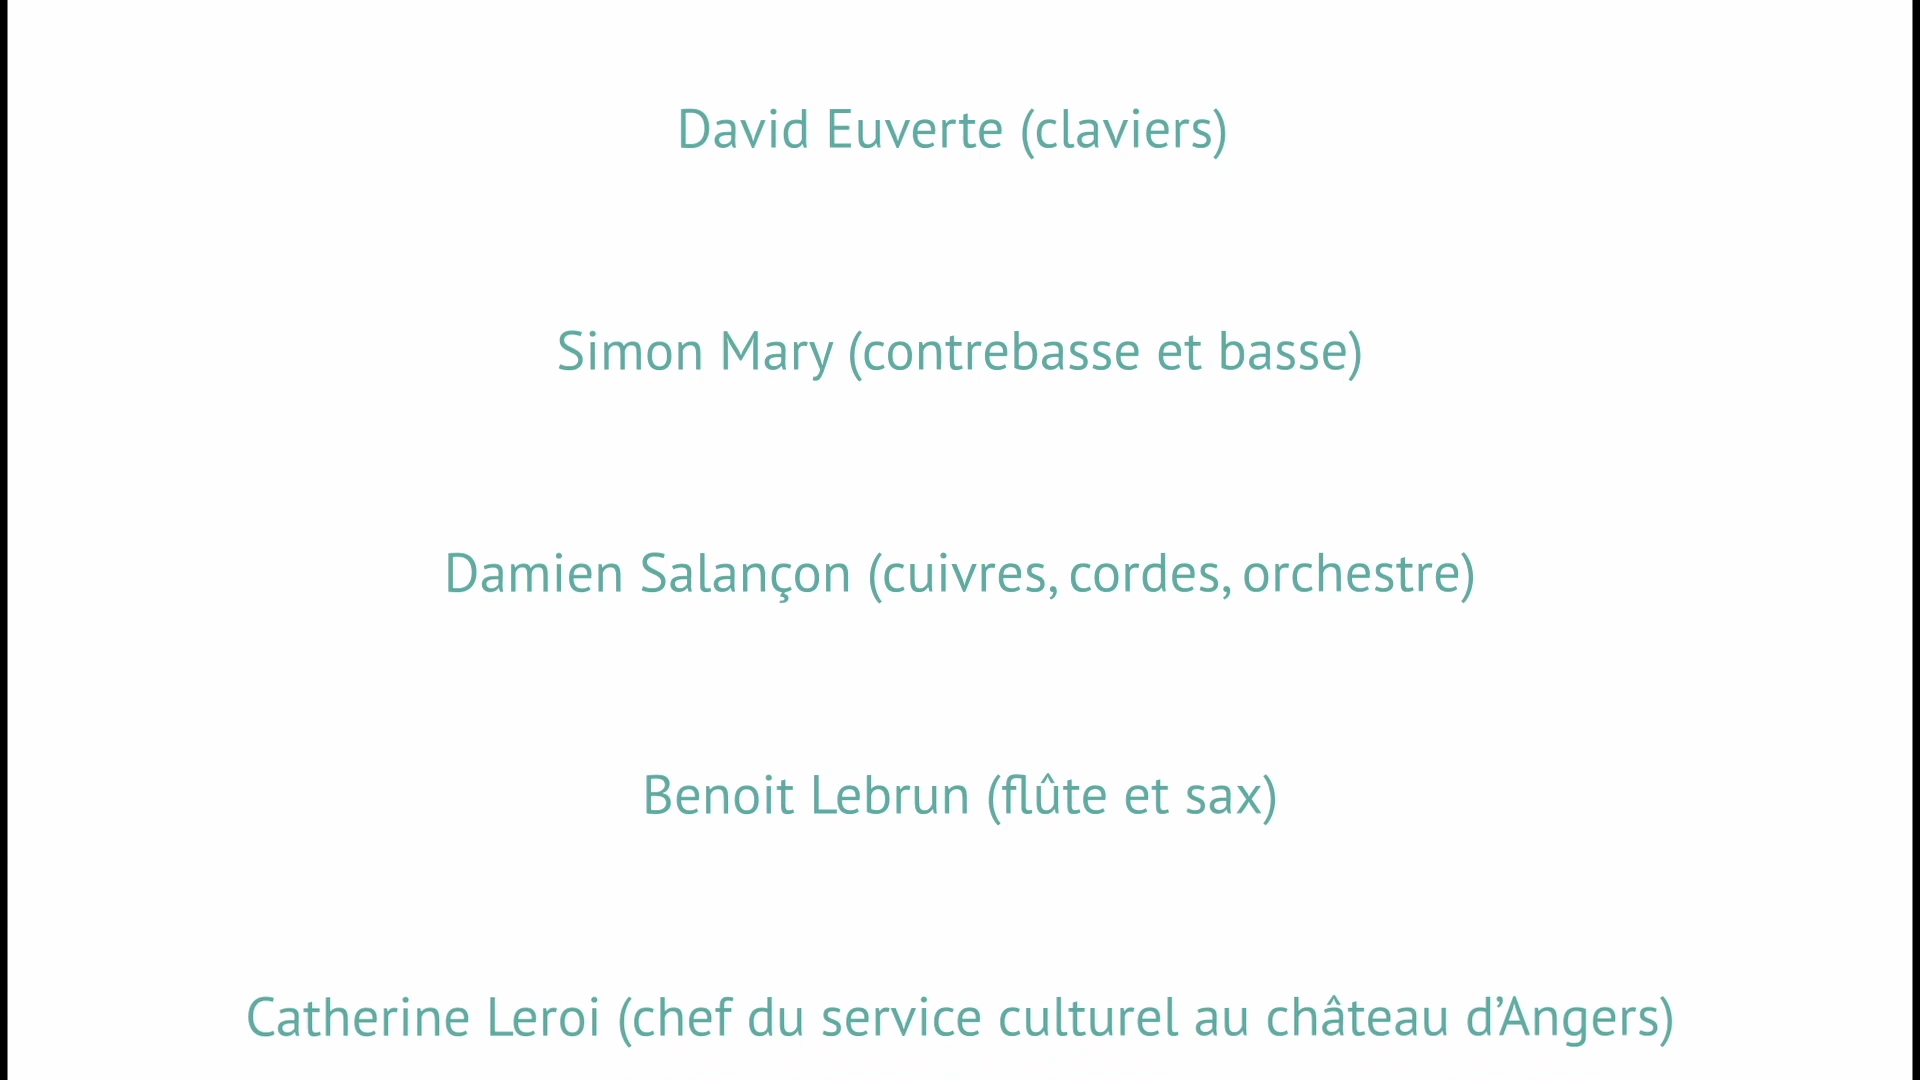 David Euverte (claviers)
Simon Mary (contrebasse et basse)
Damien Salançon (cuivres, cordes, orchestre)
Benoit Lebrun (flûte et sax)
Catherine Leroi (chef du service culturel au château d’Angers)